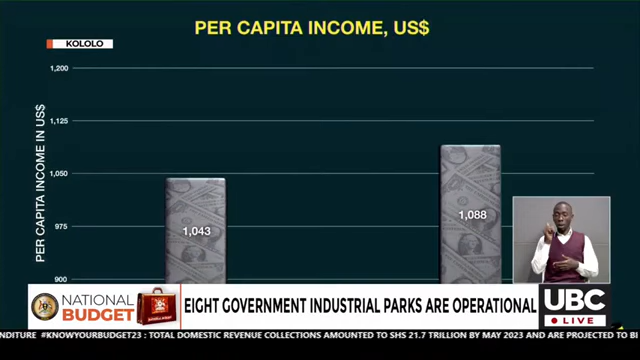 PER CAPITA INCOME, US$
KOLOLO
1,200
1,125
1,050
975
900
PER CAPITA INCOME IN US$
1,043
1,088
NATIONAL
BUDGET
EIGHT GOVERNMENT INDUSTRIAL PARKS ARE OPERATIONAL
UBC
LIVE
NDITURE #KNOWYOURBUDGET23 : TOTAL DOMESTIC REVENUE COLLECTIONS AMOUNTED TO SHS 21.7 TRILLION BY MAY 2023 AND ARE PROJECTED TO B